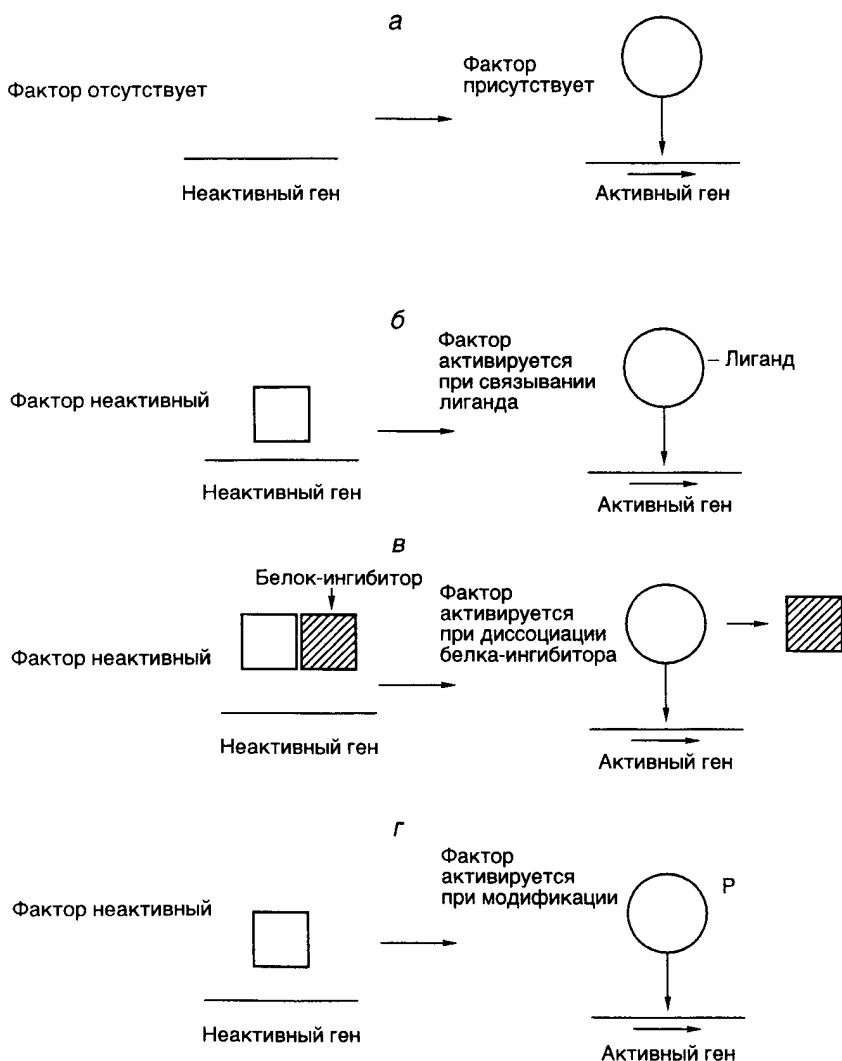 а
Фактор отсутствует
Фактор
присутствует
Неактивный ген
Активный ген
б
Фактор неактивный
Фактор
активируется
при связывании
лиганда
Лиганд
Неактивный ген
Активный ген
в
Белок-ингибитор
Фактор неактивный
Фактор
активируется
при диссоциации
белка-ингибитора
Неактивный ген
Активный ген
г
Фактор неактивный
Фактор
активируется
при модификации
Р
Неактивный ген
Активный ген